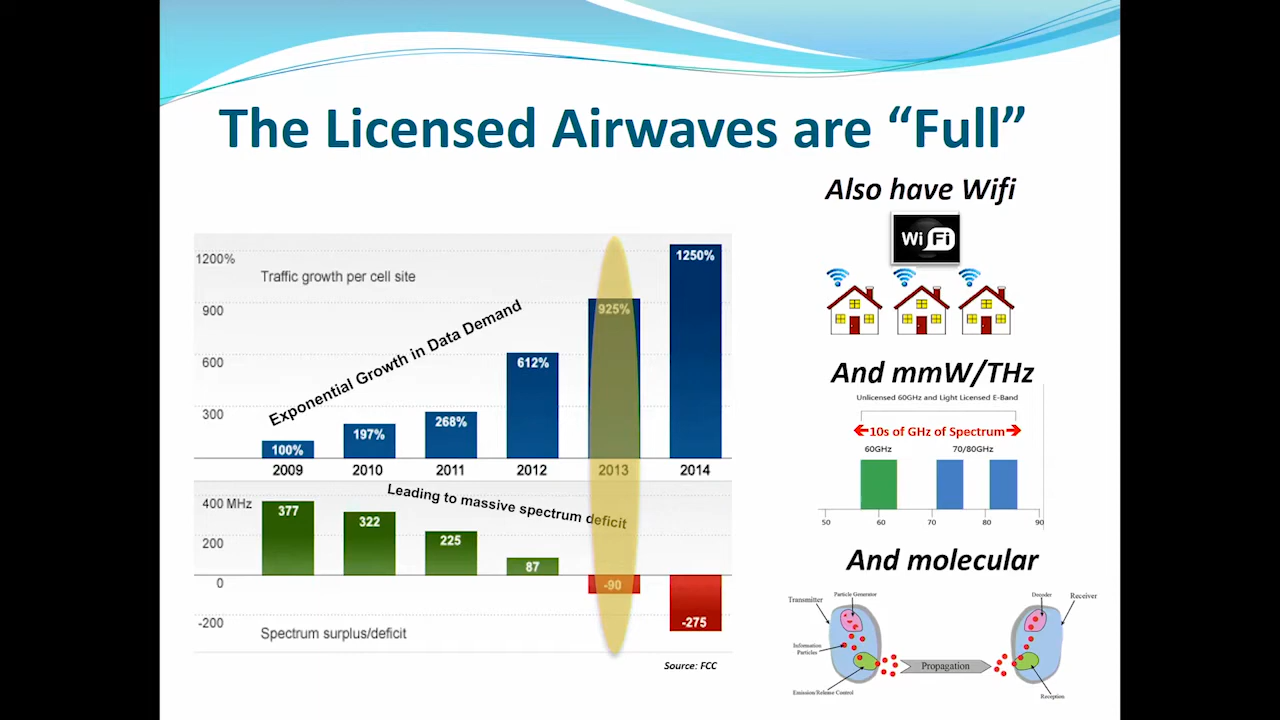 The Licensed Airwaves are “Full”
Also have Wifi
Wi Fi
1200%
Traffic growth per cell site
1250%
900
925%
Exponential Growth in Data Demand
600
612%
300
268%
197%
100%
2009 2010 2011 2012 2013 2014
Leading to massive spectrum deficit
400 MHz
377
322
225
87
200
0
-90
-200
-275
Spectrum surplus/deficit
Source: FCC
And mmW/THz
Unlicensed 60GHz and Light Licensed E-Band
10s of GHz of Spectrum
60GHz 70/80GHz
50 60 70 80 90
And molecular
Transmitter
Particle Generator
Decoder
Receiver
Information
Particles
Propagation
Emission/Release Control
Reception